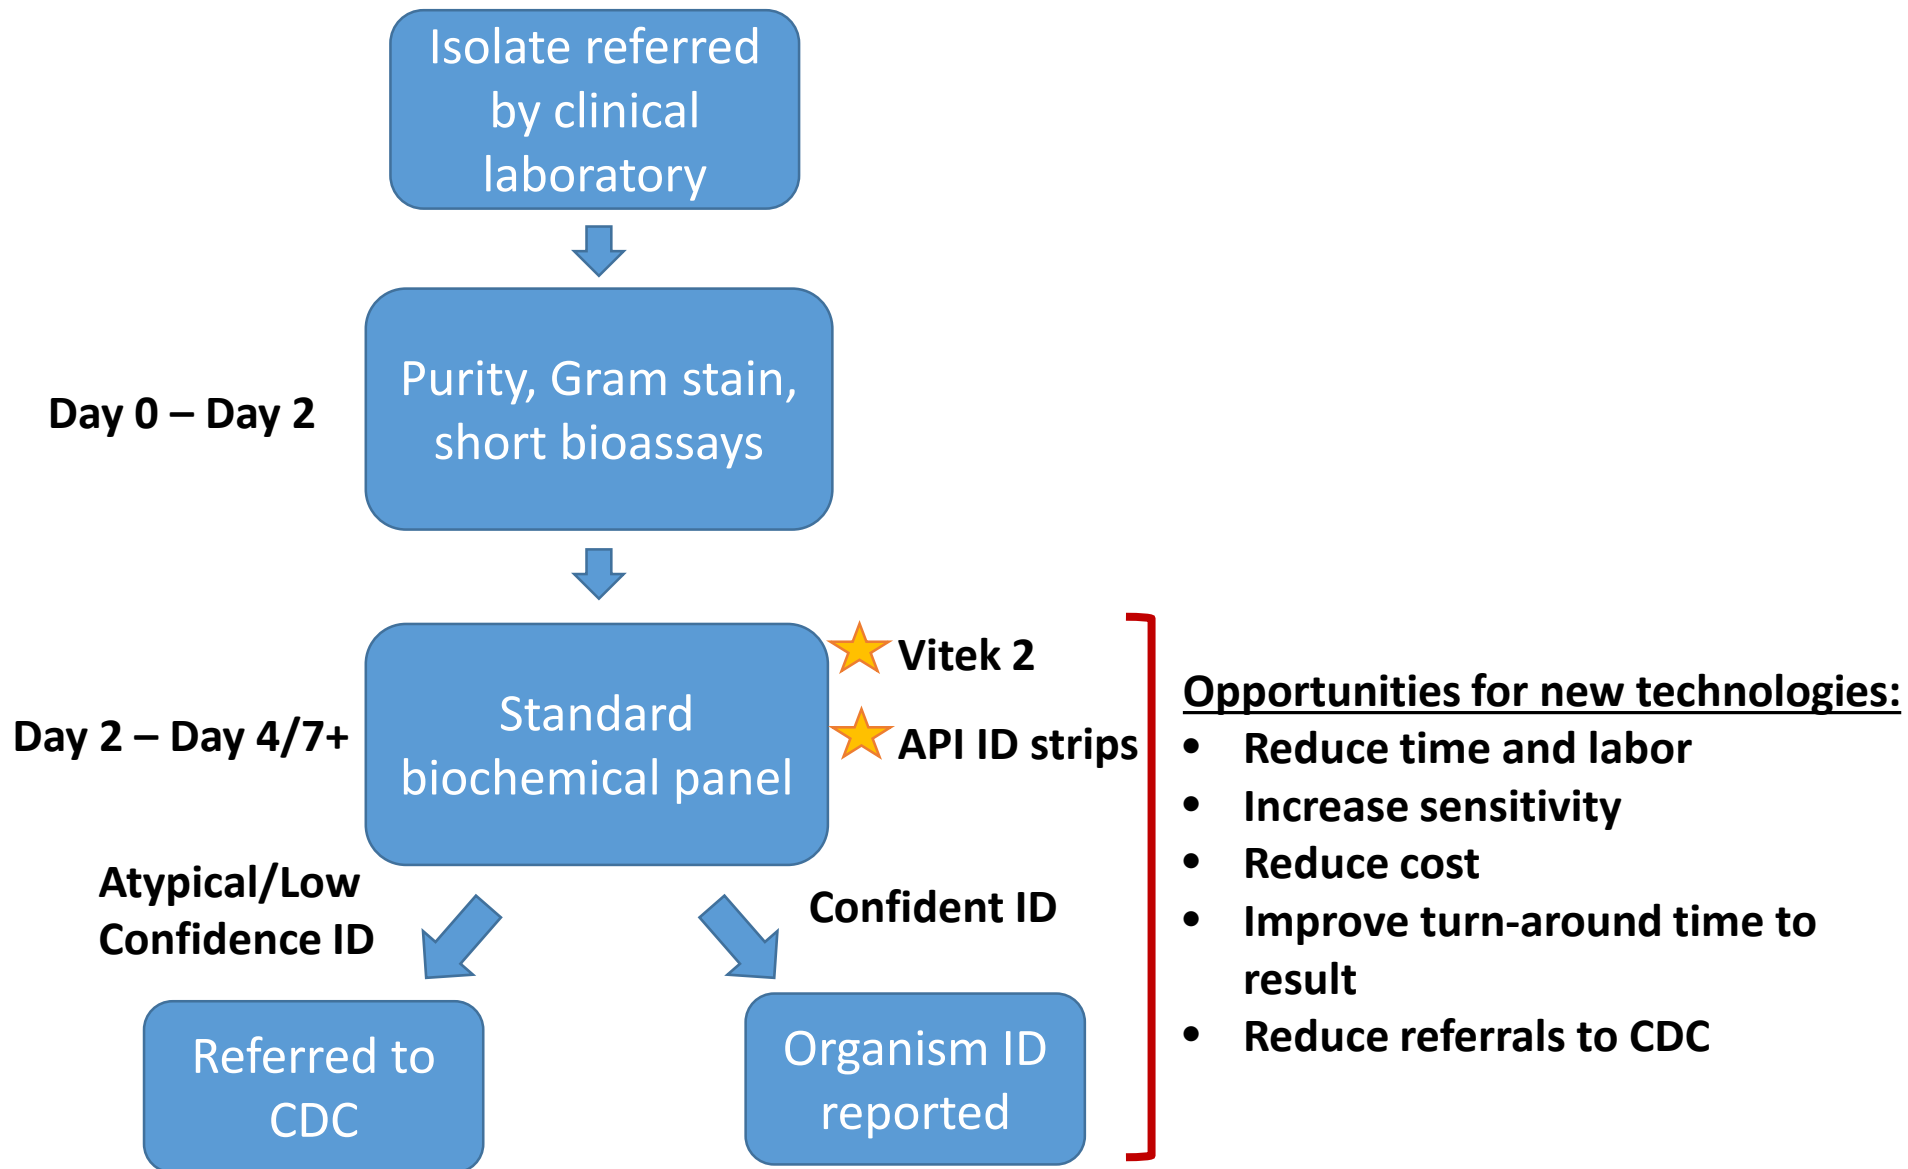 Isolate referred
by clinical
laboratory
Day 0 – Day 2
Purity, Gram stain,
short bioassays
Day 2 – Day 4/7+
Standard
biochemical panel
Vitek 2
API ID strips
Atypical/Low
Confidence ID
Confident ID
Referred to
CDC
Organism ID
reported
Opportunities for new technologies:
• Reduce time and labor
• Increase sensitivity
• Reduce cost
• Improve turn-around time to
result
• Reduce referrals to CDC